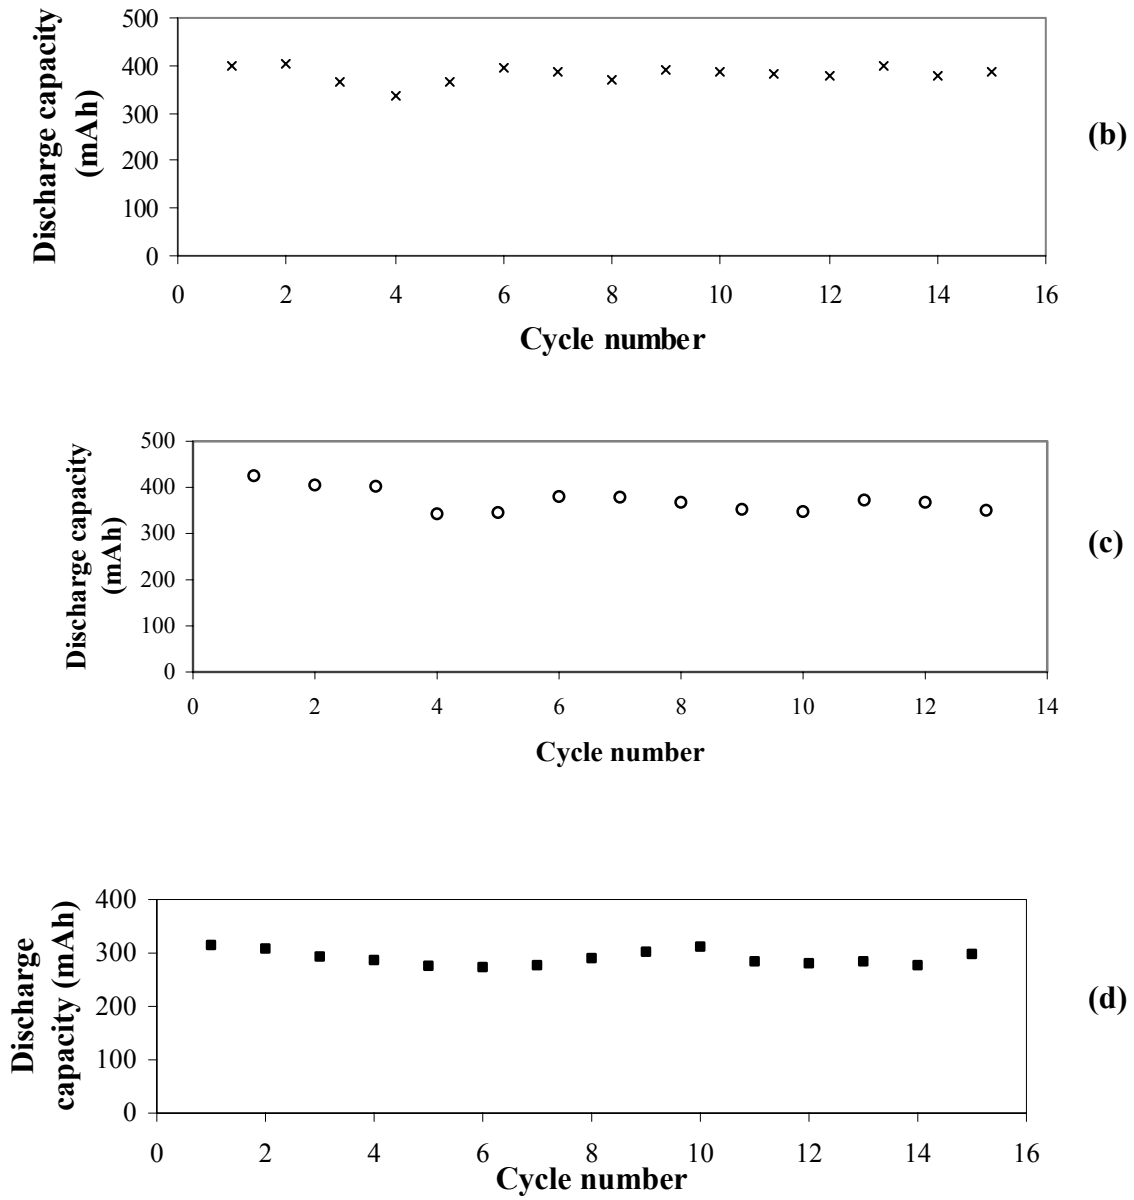 500
400
300
200
100
0
Discharge capacity
(mAh)
0 2 4 6 8 10 12 14 16
Cycle number
(b)
500
400
300
200
100
0
Discharge capacity
(mAh)
0 2 4 6 8 10 12 14
Cycle number
(c)
400
300
200
100
0
Discharge
capacity (mAh)
0 2 4 6 8 10 12 14 16
Cycle number
(d)